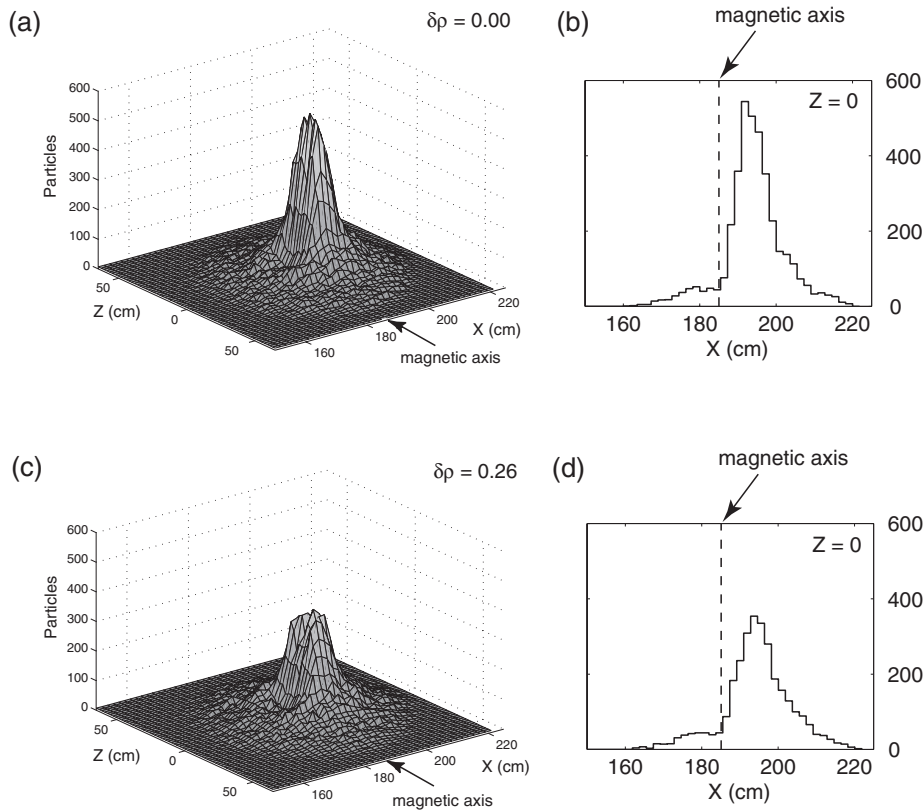 (a)
δρ = 0.00
600
500
400
300
200
100
0
Particles
50
0
50
Z (cm)
160
180
200
220
X (cm)
magnetic axis
(b)
magnetic axis
Z = 0
600
400
200
0
160
180
200
220
X (cm)
(c)
δρ = 0.26
600
500
400
300
200
100
0
Particles
50
0
50
Z (cm)
160
180
200
220
X (cm)
magnetic axis
(d)
magnetic axis
Z = 0
600
400
200
0
160
180
200
220
X (cm)